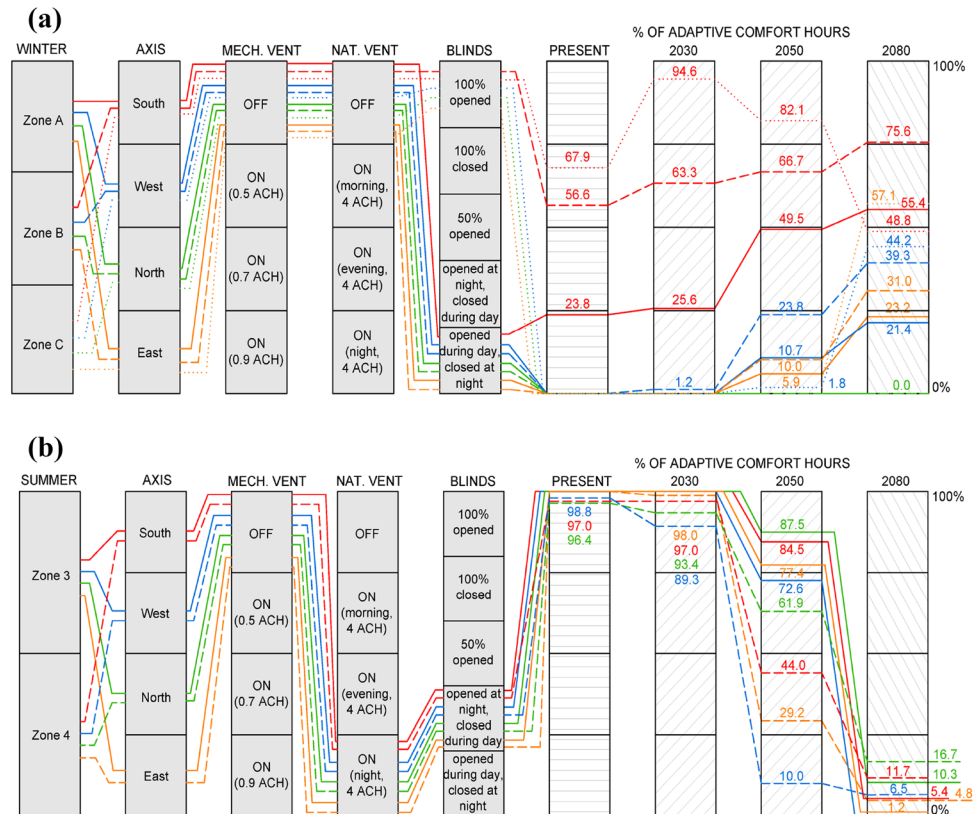 (a)
% OF ADAPTIVE COMFORT HOURS
WINTER AXIS MECH. VENT NAT. VENT BLINDS PRESENT 2030 2050 2080
Zone A
Zone B
Zone C
South
West
North
East
OFF
ON
(0.5 ACH)
ON
(0.7 ACH)
ON
(0.9 ACH)
OFF
ON
(morning,
4 ACH)
ON
(evening,
4 ACH)
ON
(night,
4 ACH)
100%
opened
100%
closed
50%
opened
opened at
night,
closed
during day
opened
during day,
closed at
night
67.9
56.6
23.8
94.6
63.3
25.6
1.2
82.1
66.7
49.5
23.8
10.7
10.0
5.9
1.8
100%
75.6
57.1
55.4
48.8
44.2
39.3
31.0
23.2
21.4
0.0
0%
(b)
% OF ADAPTIVE COMFORT HOURS
SUMMER AXIS MECH. VENT NAT. VENT BLINDS PRESENT 2030 2050 2080
Zone 3
Zone 4
South
West
North
East
OFF
ON
(0.5 ACH)
ON
(0.7 ACH)
ON
(0.9 ACH)
OFF
ON
(morning,
4 ACH)
ON
(evening,
4 ACH)
ON
(night,
4 ACH)
100%
opened
100%
closed
50%
opened
opened at
night,
closed
during day
opened
during day,
closed at
night
98.8
97.0
96.4
98.0
97.0
93.4
89.3
87.5
84.5
77.4
72.6
61.9
44.0
29.2
10.0
100%
16.7
11.7
10.3
6.5
5.4
4.8
1.2
0%